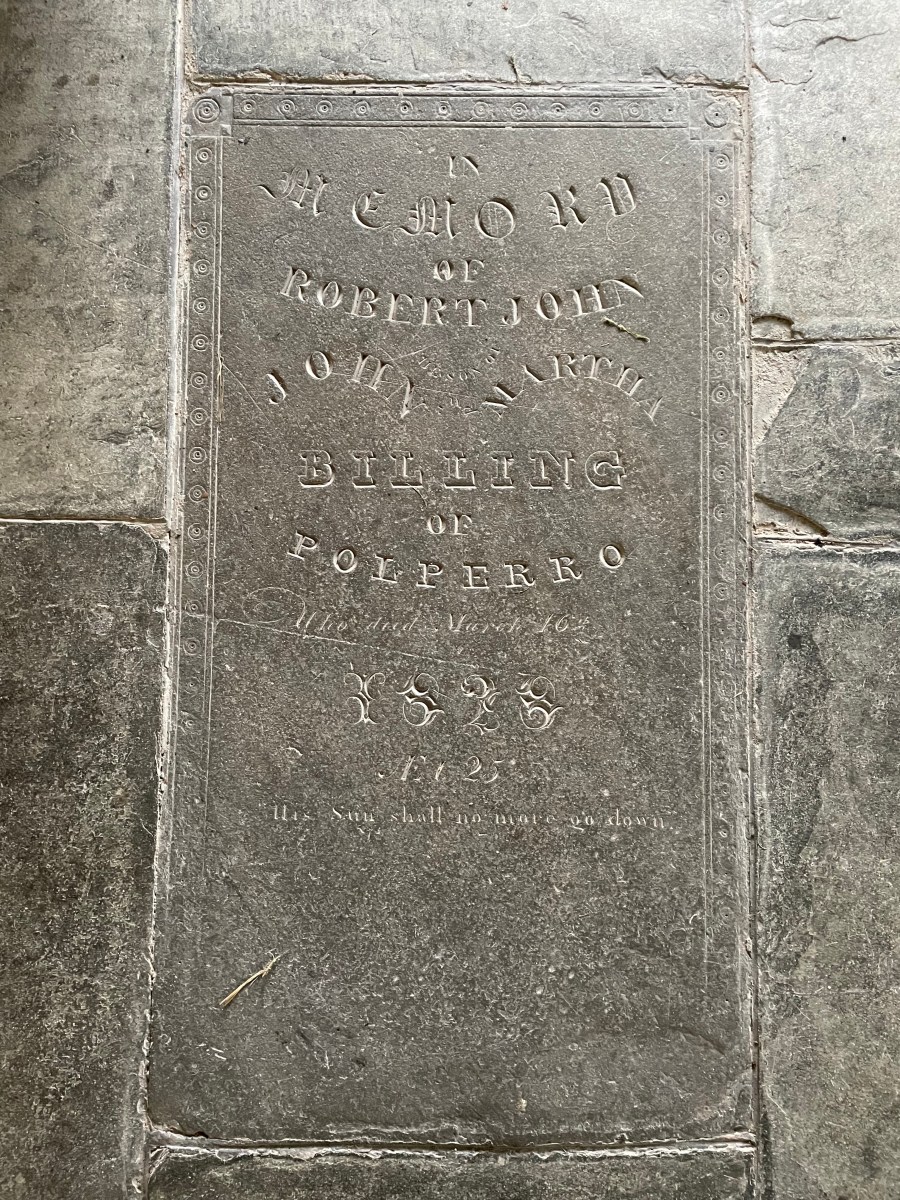 IN
MEMORY
OF
ROBERT JOHN
JOHN MARTHA
BILLING
OF
POLPERRO
Who died March 16
Æt 25
His Sun shall no more go down.